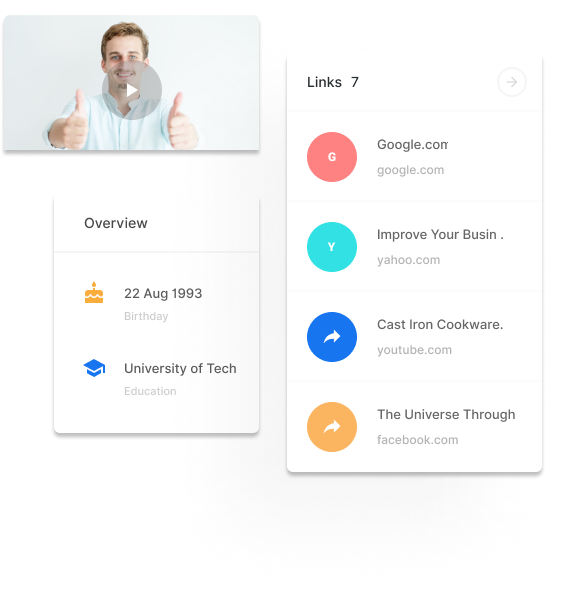 Overview
22 Aug 1993
Birthday
University of Tech
Education
Links 7
G
Google.com
google.com
Y
Improve Your Busin .
yahoo.com
Cast Iron Cookware.
youtube.com
The Universe Through
facebook.com